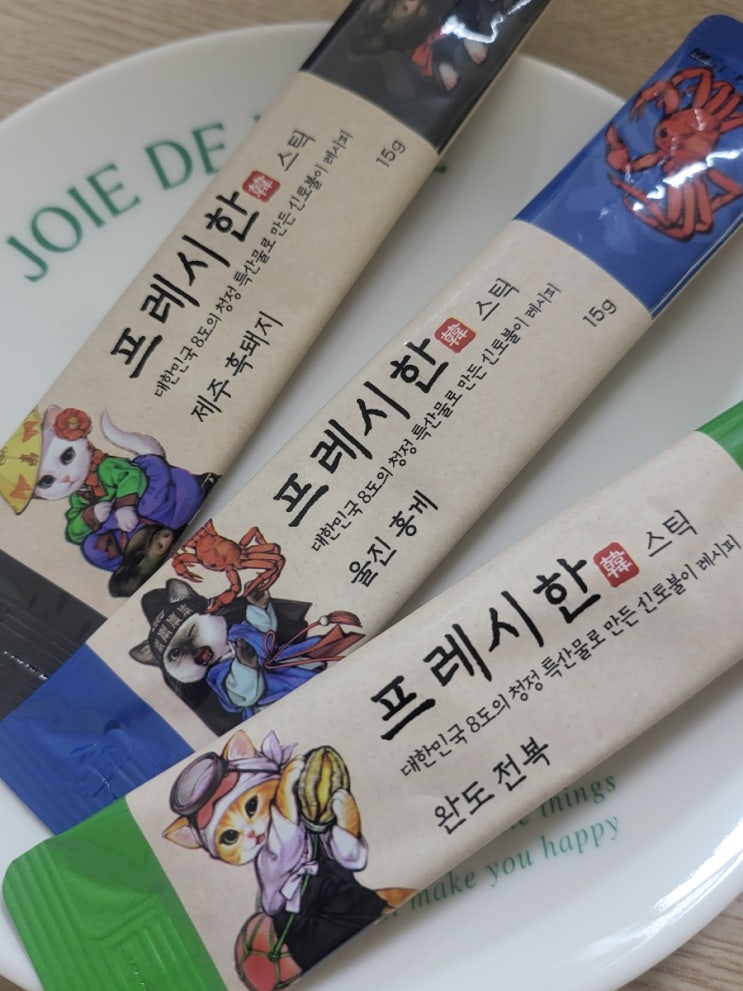 JOIE DE
프레시한 韓 스틱
대한민국 8도의 청정 특산물로 만든 신토불이 레시피
제주 흑돼지
15g
프레시한 韓 스틱
대한민국 8도의 청정 특산물로 만든 신토불이 레시피
울진 홍게
15g
프레시한 韓 스틱
대한민국 8도의 청정 특산물로 만든 신토불이 레시피
완도 전복
things
make you happy